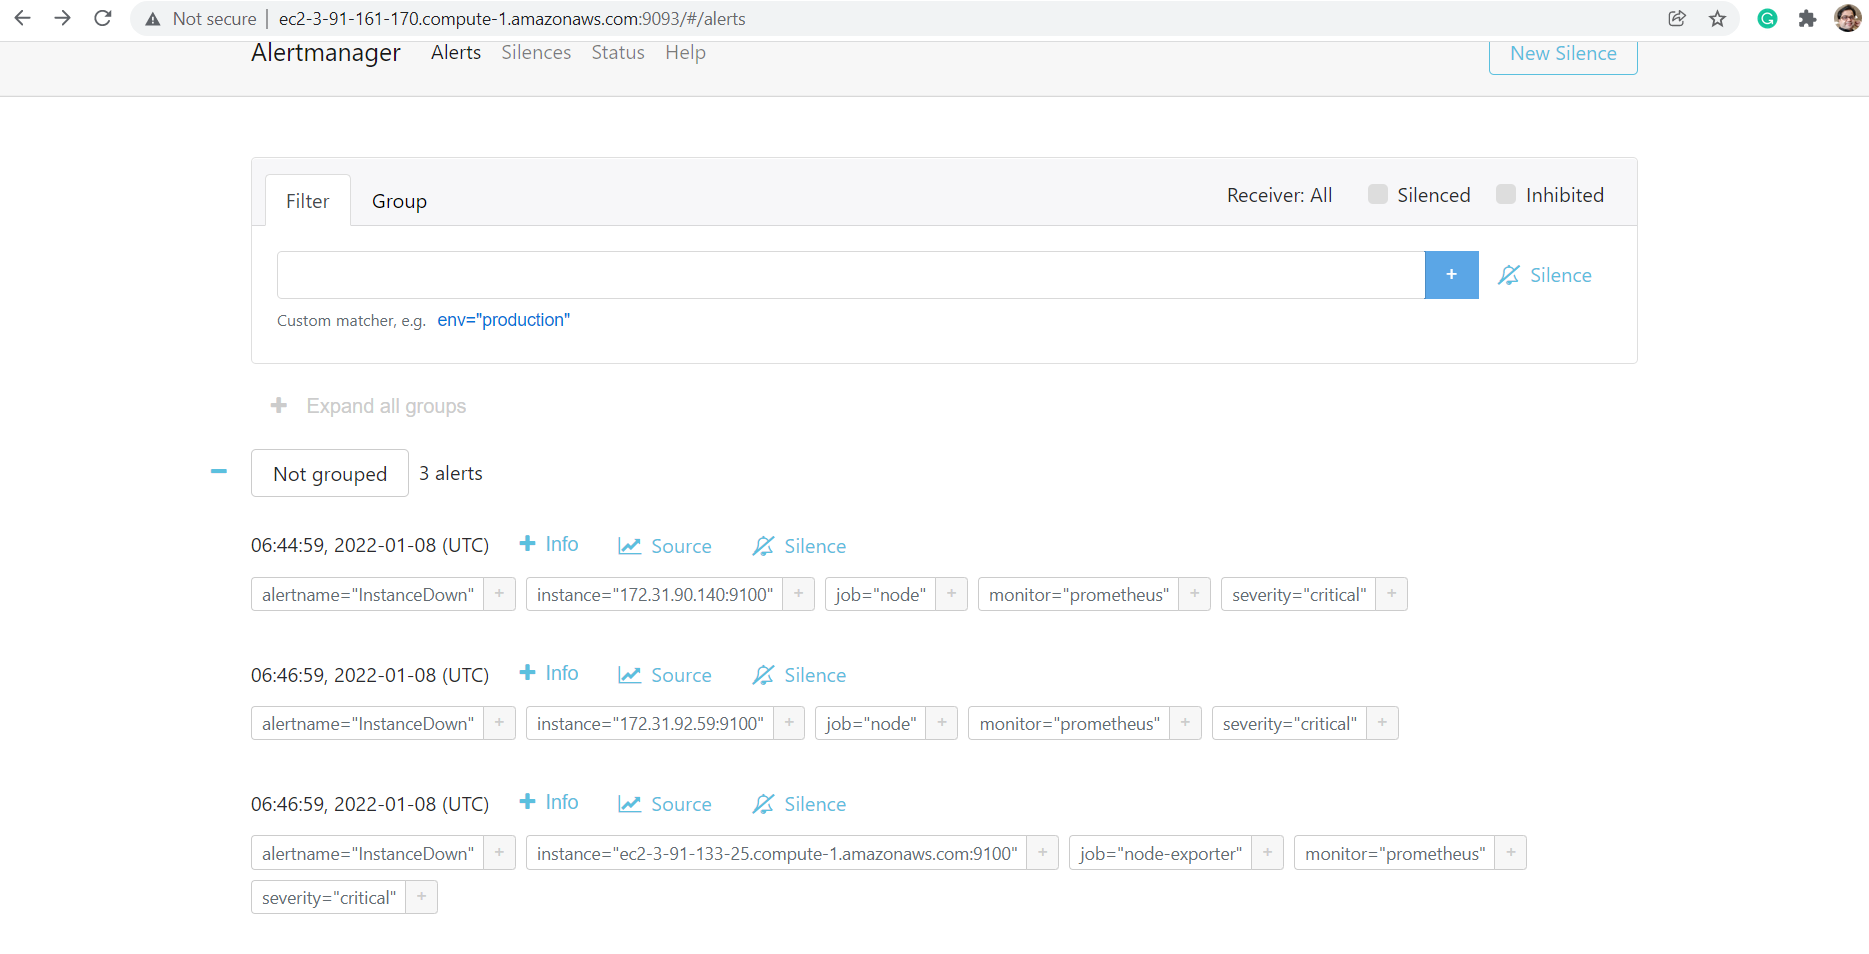 Not secure | ec2-3-91-161-170.compute-1.amazonaws.com:9093/#/alerts
Alertmanager Alerts Silences Status Help New Silence
Filter Group Receiver: All Silenced Inhibited
+ Silence
Custom matcher, e.g. env="production"
+ Expand all groups
− Not grouped 3 alerts
06:44:59, 2022-01-08 (UTC) + Info Source Silence
alertname="InstanceDown" + instance="172.31.90.140:9100" + job="node" + monitor="prometheus" + severity="critical" +
06:46:59, 2022-01-08 (UTC) + Info Source Silence
alertname="InstanceDown" + instance="172.31.92.59:9100" + job="node" + monitor="prometheus" + severity="critical" +
06:46:59, 2022-01-08 (UTC) + Info Source Silence
alertname="InstanceDown" + instance="ec2-3-91-133-25.compute-1.amazonaws.com:9100" + job="node-exporter" + monitor="prometheus" +
severity="critical" +